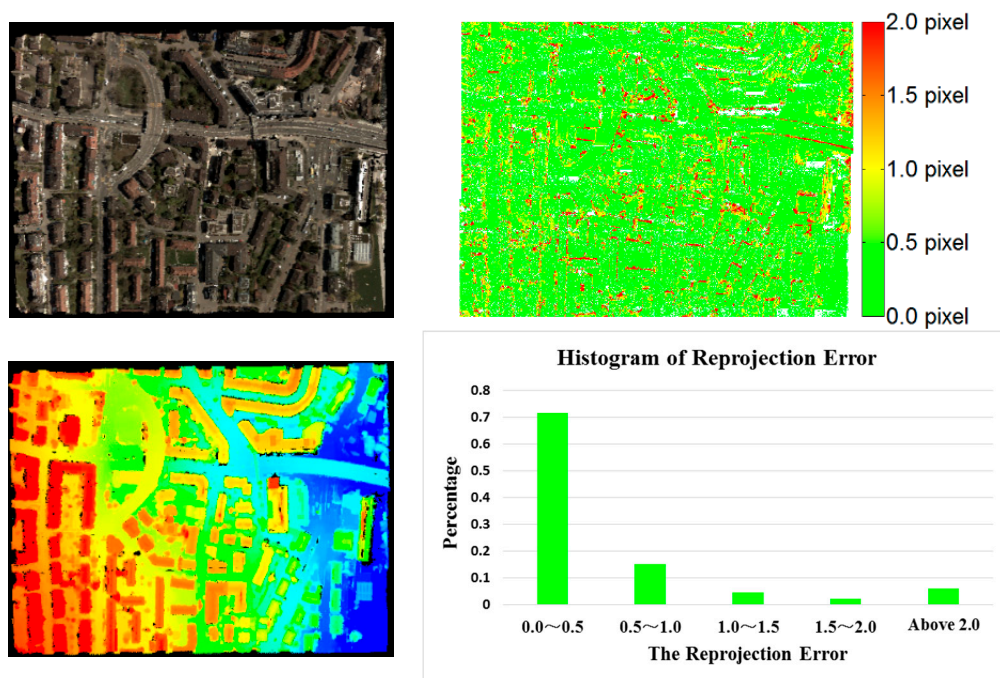 2.0 pixel
1.5 pixel
1.0 pixel
0.5 pixel
0.0 pixel
Histogram of Reprojection Error
Percentage
0.8
0.7
0.6
0.5
0.4
0.3
0.2
0.1
0
0.0～0.5 0.5～1.0 1.0～1.5 1.5～2.0 Above 2.0
The Reprojection Error